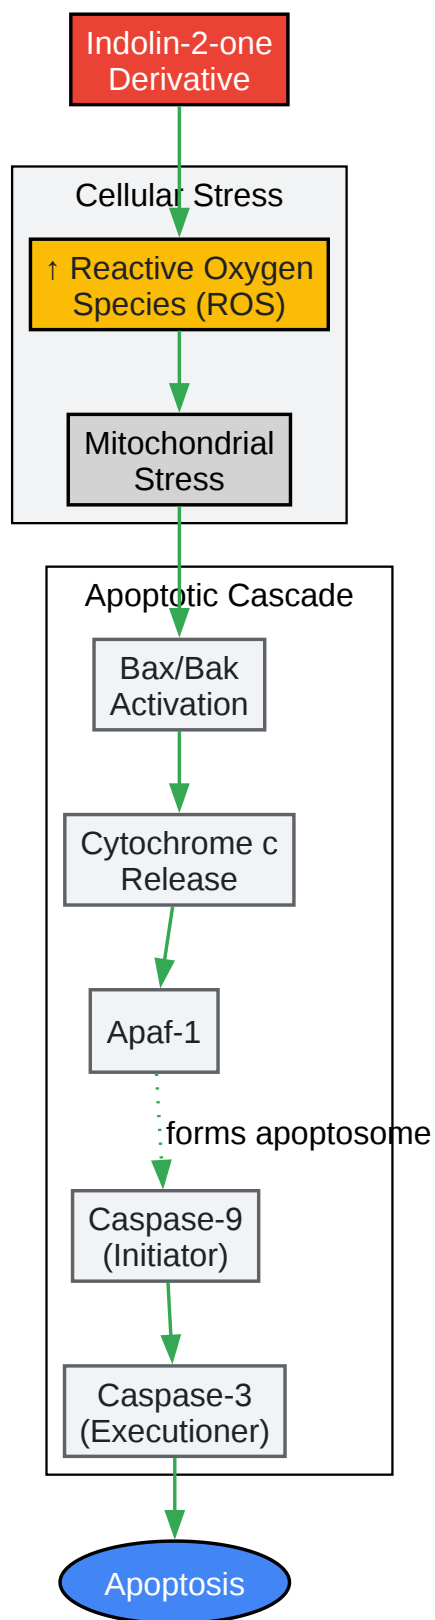 Indolin-2-one
Derivative
Cellular Stress
↑ Reactive Oxygen
Species (ROS)
Mitochondrial
Stress
Apoptotic Cascade
Bax/Bak
Activation
Cytochrome c
Release
Apaf-1
forms apoptosome
Caspase-9
(Initiator)
Caspase-3
(Executioner)
Apoptosis